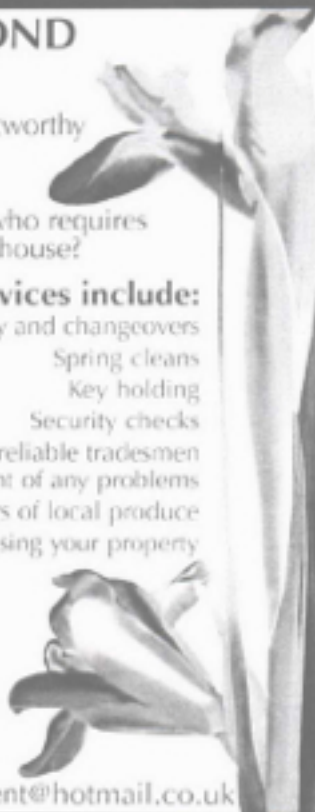 OND
worthy
who requires
house?
vices include:
y and changeovers
Spring cleans
Key holding
Security checks
reliable tradesmen
nt of any problems
s of local produce
sing your property
ent@hotmail.co.uk